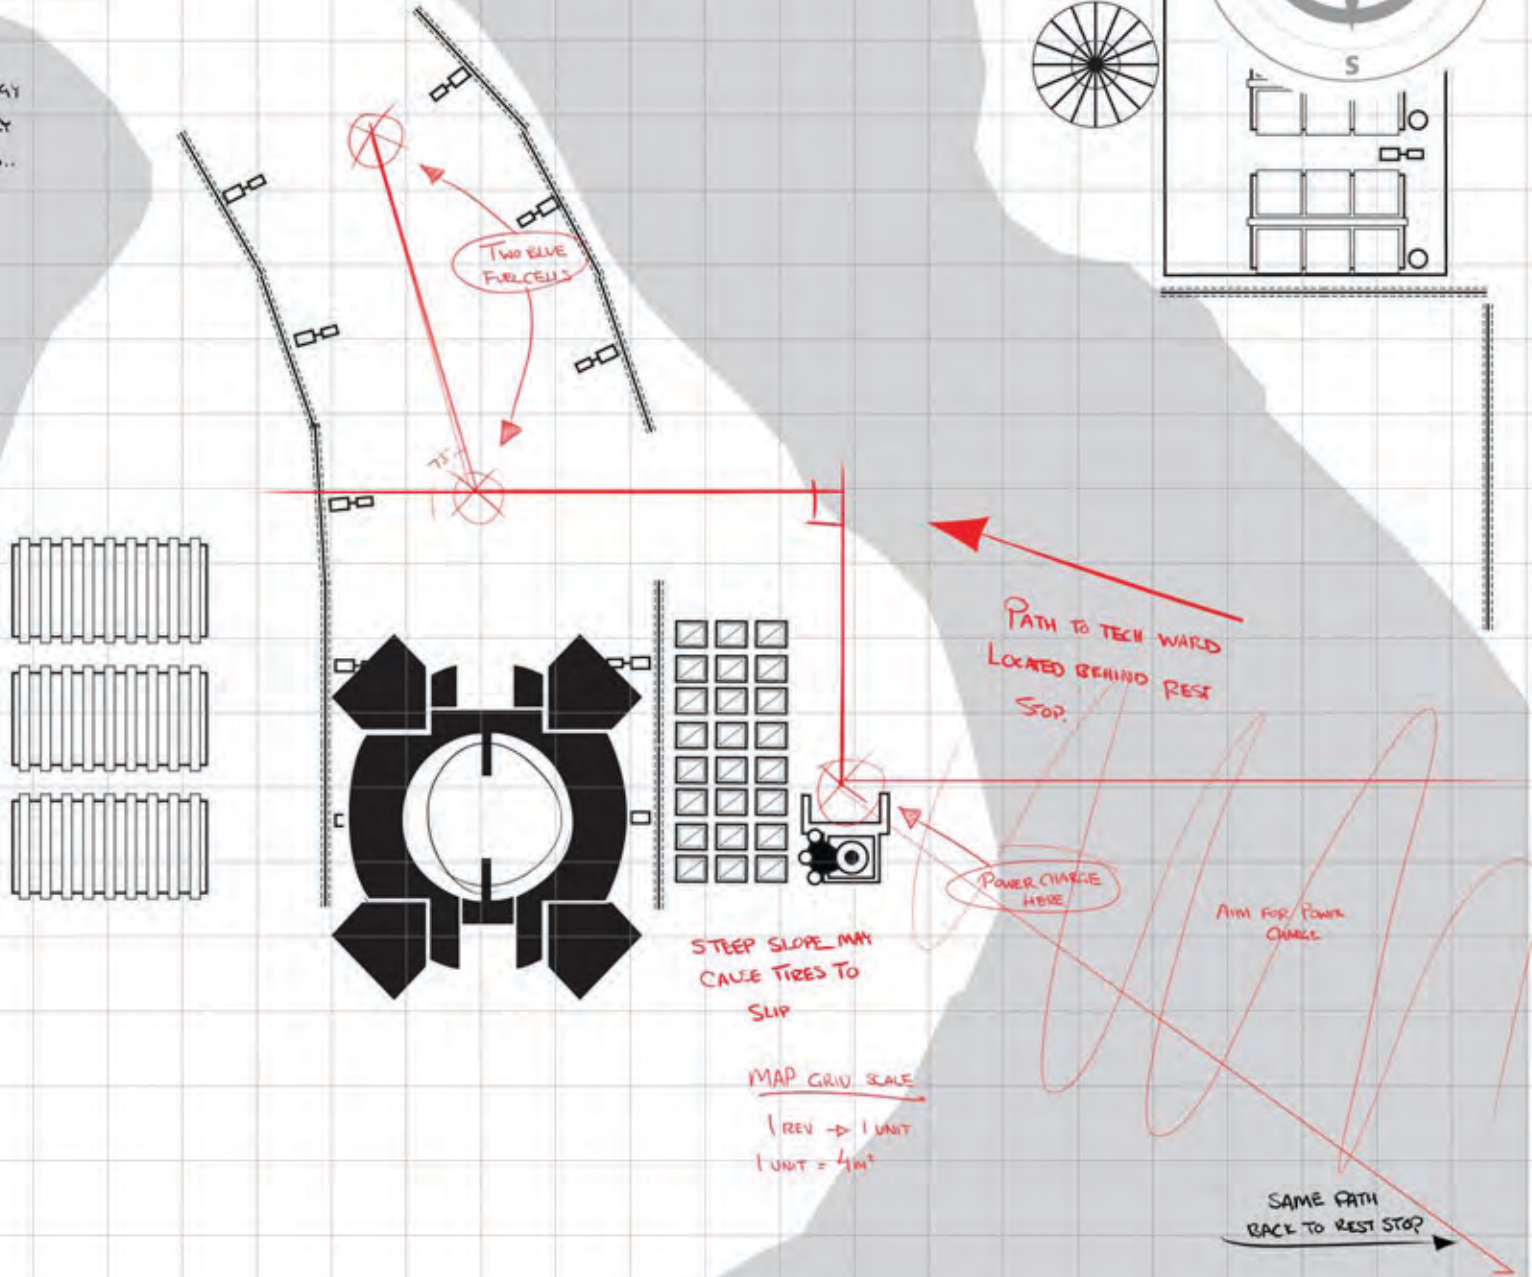 S
TWO BLUE
FUEL CELLS
75
PATH TO TECH WARD
LOCATED BEHIND REST
STOP.
POWER CHARGE
HERE
AIM FOR POWER
CHARGE
STEEP SLOPE MAY
CAUSE TIRES TO
SLIP
MAP GRID SCALE
1 REV → 1 UNIT
1 UNIT = 4m²
SAME PATH
BACK TO REST STOP